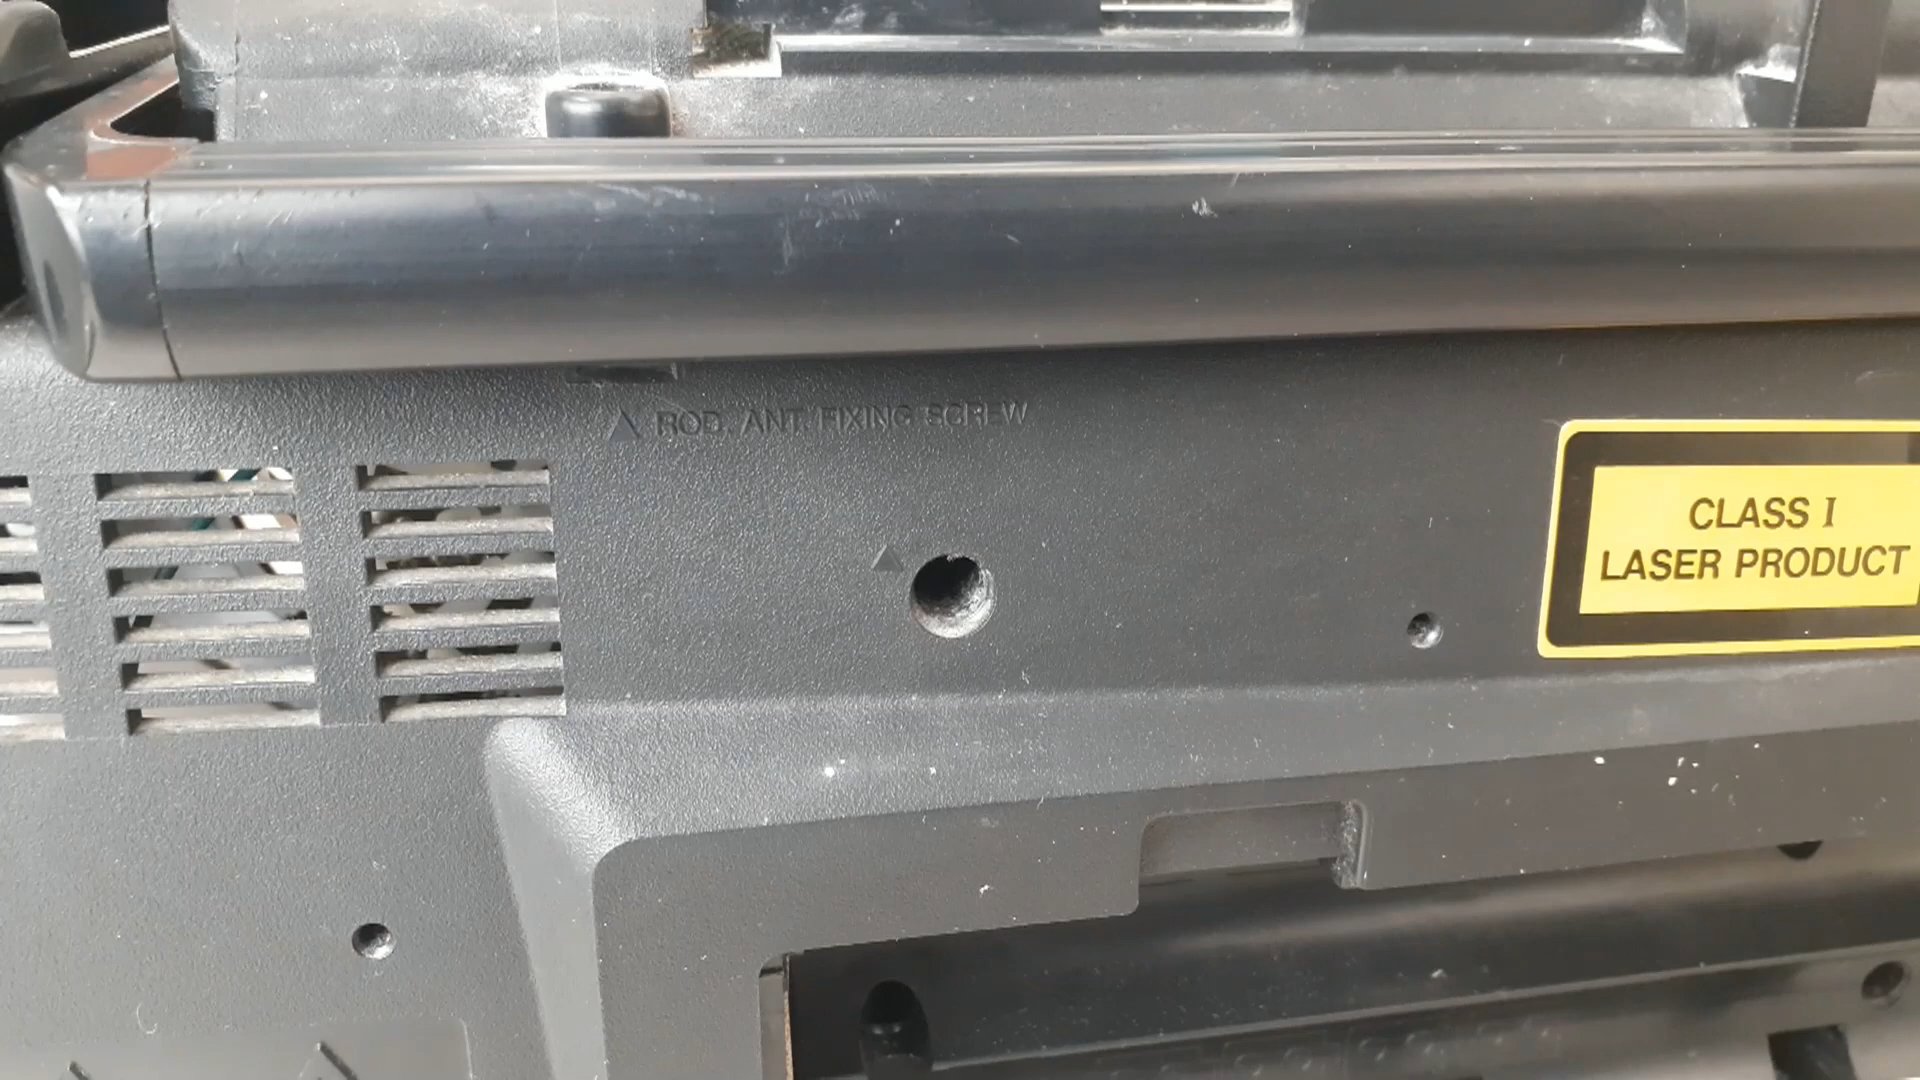 ROD. ANT. FIXING SCREW
CLASS I
LASER PRODUCT